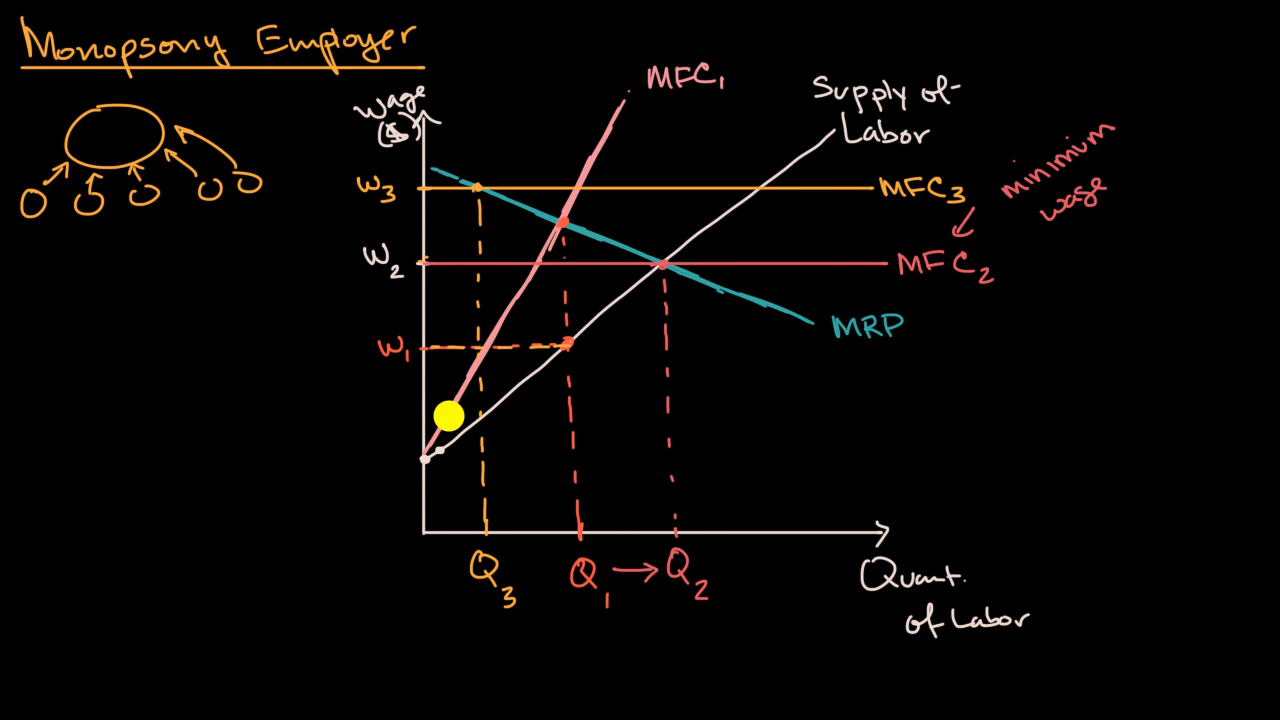 Monopsony Employer
Wage
($)
MFC1
Supply of
Labor
minimum
wage
W3
MFC3
W2
MFC2
W1
MRP
Q3
Q1 → Q2
Quant.
of Labor